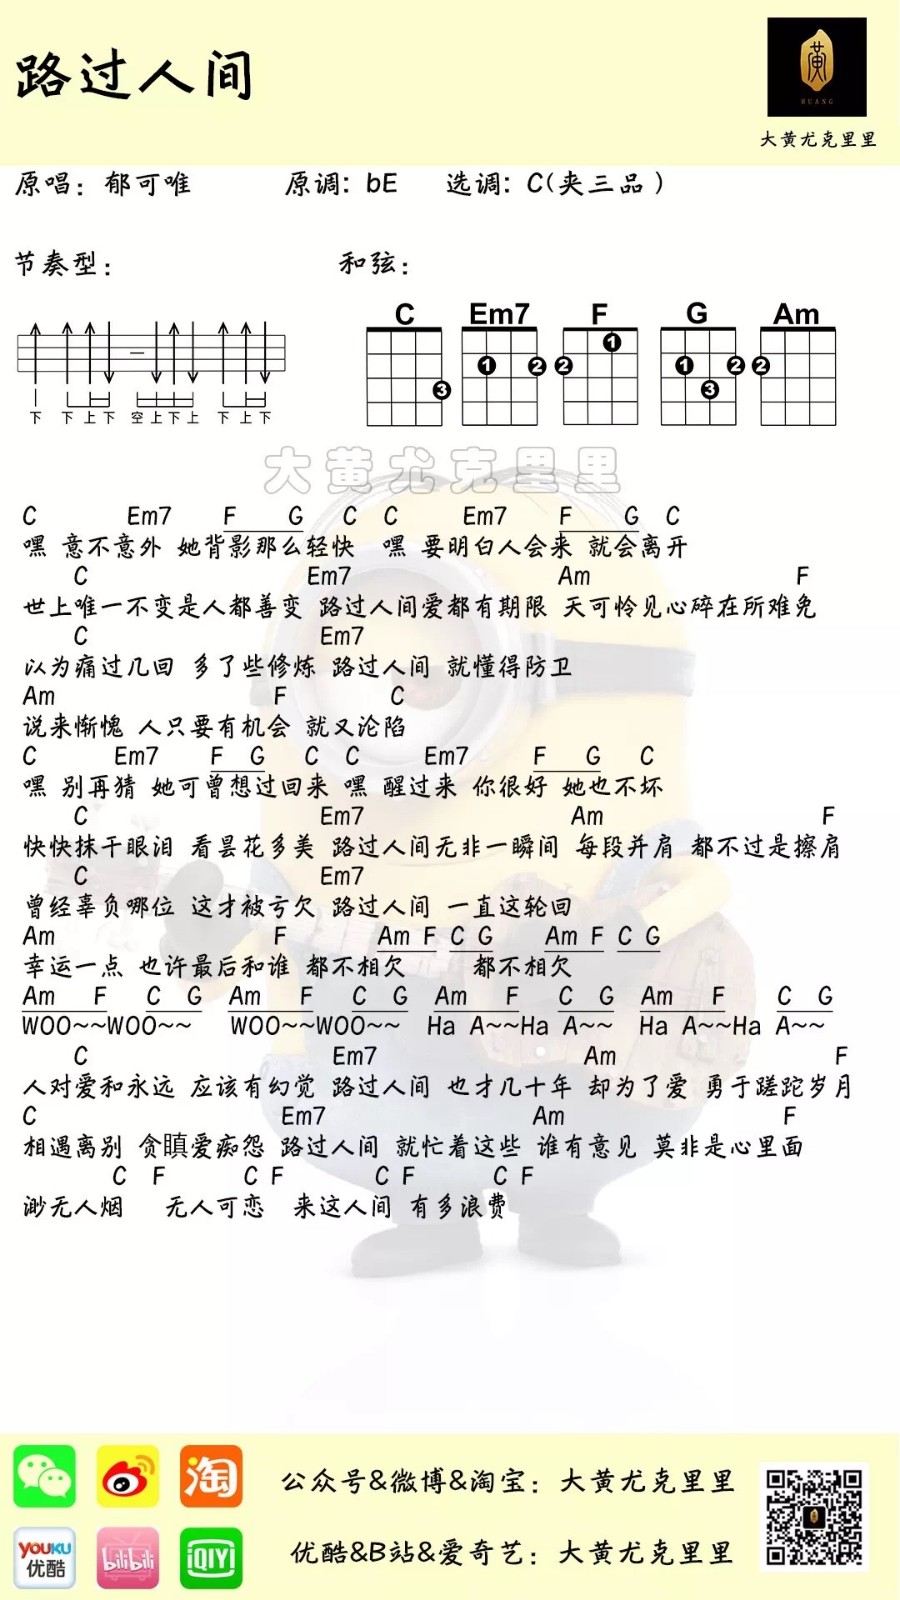 路过人间
黄
HUANG
大黄尤克里里
原唱：郁可唯 原调：bE 选调：C(夹三品)
节奏型： 和弦：
C Em7 F G Am
3 1 2 2 1 1 2 3 2
下 下 上 下 空 上 下 上 下 上 下
大黄尤克里里
C Em7 F G C C Em7 F G C
嘿 意不意外 她背影那么轻快 嘿 要明白人会来 就会离开
C Em7 Am F
世上唯一不变是人都善变 路过人间爱都有期限 天可怜见心碎在所难免
C Em7
以为痛过几回 多了些修炼 路过人间 就懂得防卫
Am F C
说来惭愧 人只要有机会 就又沦陷
C Em7 F G C C Em7 F G C
嘿 别再猜 她可曾想过回来 嘿 醒过来 你很好 她也不坏
C Em7 Am F
快快抹干眼泪 看昙花多美 路过人间无非一瞬间 每段并肩 都不过是擦肩
C Em7
曾经辜负哪位 这才被亏欠 路过人间 一直这轮回
Am F Am F C G Am F C G
幸运一点 也许最后和谁 都不相欠 都不相欠
Am F C G Am F C G Am F C G Am F C G
WOO~~WOO~~ WOO~~WOO~~ Ha A~~Ha A~~ Ha A~~Ha A~~
C Em7 Am F
人对爱和永远 应该有幻觉 路过人间 也才几十年 却为了爱 勇于蹉跎岁月
C Em7 Am F
相遇离别 贪瞋爱痴怨 路过人间 就忙着这些 谁有意见 莫非是心里面
C F C F C F C F
渺无人烟 无人可恋 来这人间 有多浪费
淘
公众号&微博&淘宝：大黄尤克里里
YOUKU
优酷
bilibili
iQIYI
优酷&B站&爱奇艺：大黄尤克里里